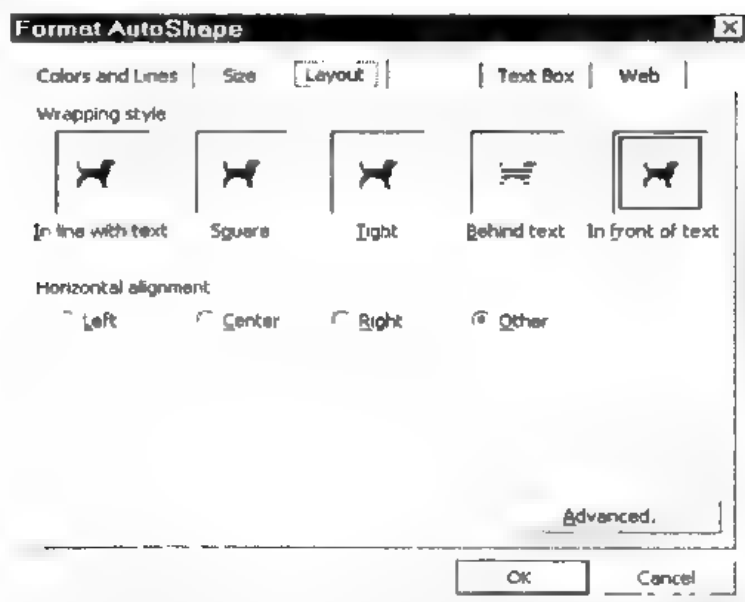 Format AutoShape
Colors and Lines Size Layout Text Box Web
Wrapping style
In line with text Square Tight Behind text In front of text
Horizontal alignment
Left Center Right Other
Advanced.
OK Cancel